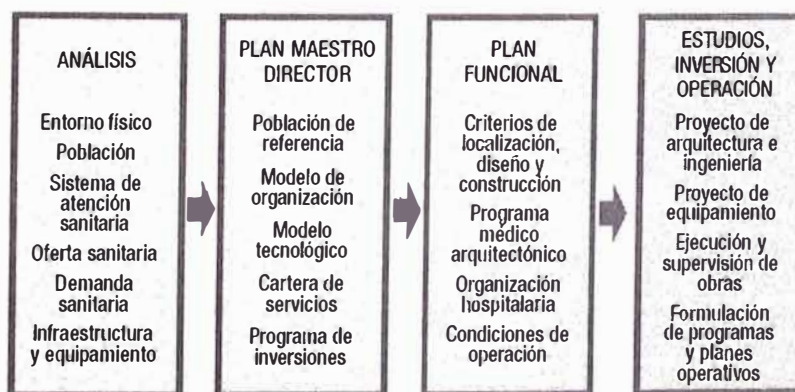 ANÁLISIS
Entorno físico
Población
Sistema de
atención
sanitaria
Oferta sanitaria
Demanda
sanitaria
Infraestructura
y equipamiento
PLAN MAESTRO
DIRECTOR
Población de
referencia
Modelo de
organización
Modelo
tecnológico
Cartera de
servicios
Programa de
inversiones
PLAN
FUNCIONAL
Criterios de
localización,
diseño y
construcción
Programa
médico
arquitectónico
Organización
hospitalaria
Condiciones de
operación
ESTUDIOS,
INVERSIÓN Y
OPERACIÓN
Proyecto de
arquitectura e
ingeniería
Proyecto de
equipamiento
Ejecución y
supervisión de
obras
Formulación
de programas
y planes
operativos